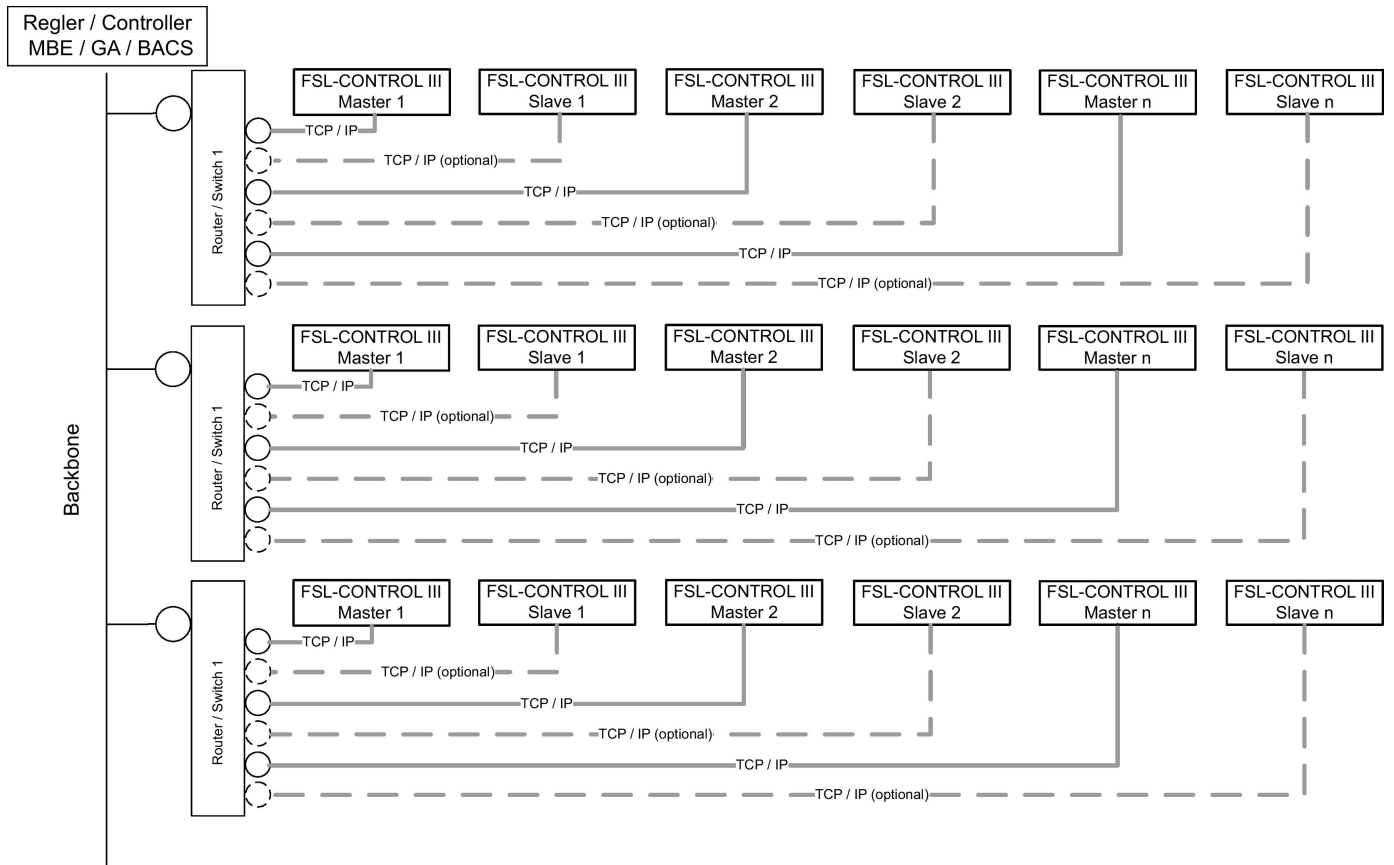 Regler / Controller
MBE / GA / BACS
FSL-CONTROL III
Master 1
FSL-CONTROL III
Slave 1
FSL-CONTROL III
Master 2
FSL-CONTROL III
Slave 2
FSL-CONTROL III
Master n
FSL-CONTROL III
Slave n
Router / Switch 1
TCP / IP
TCP / IP (optional)
TCP / IP
TCP / IP (optional)
TCP / IP
TCP / IP (optional)
Backbone
FSL-CONTROL III
Master 1
FSL-CONTROL III
Slave 1
FSL-CONTROL III
Master 2
FSL-CONTROL III
Slave 2
FSL-CONTROL III
Master n
FSL-CONTROL III
Slave n
Router / Switch 1
TCP / IP
TCP / IP (optional)
TCP / IP
TCP / IP (optional)
TCP / IP
TCP / IP (optional)
FSL-CONTROL III
Master 1
FSL-CONTROL III
Slave 1
FSL-CONTROL III
Master 2
FSL-CONTROL III
Slave 2
FSL-CONTROL III
Master n
FSL-CONTROL III
Slave n
Router / Switch 1
TCP / IP
TCP / IP (optional)
TCP / IP
TCP / IP (optional)
TCP / IP
TCP / IP (optional)